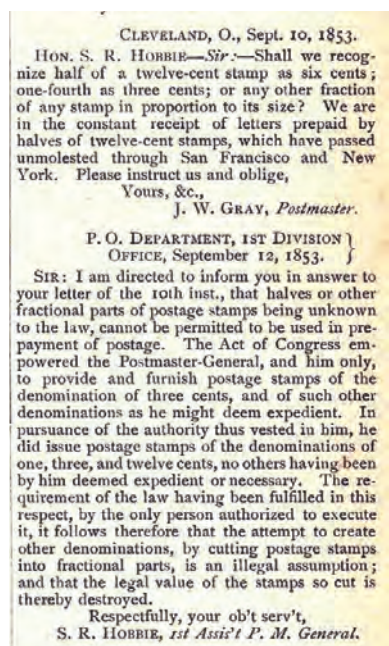 CLEVELAND, O., Sept. 10, 1853.
HON. S. R. HOBBIE—Sir:—Shall we recog-
nize half of a twelve-cent stamp as six cents;
one-fourth as three cents; or any other fraction
of any stamp in proportion to its size? We are
in the constant receipt of letters prepaid by
halves of twelve-cent stamps, which have passed
unmolested through San Francisco and New
York. Please instruct us and oblige,
Yours, &c.,
J. W. GRAY, Postmaster.
P. O. DEPARTMENT, 1ST DIVISION }
OFFICE, September 12, 1853.
SIR: I am directed to inform you in answer to
your letter of the 10th inst., that halves or other
fractional parts of postage stamps being unknown
to the law, cannot be permitted to be used in pre-
payment of postage. The Act of Congress em-
powered the Postmaster-General, and him only,
to provide and furnish postage stamps of the
denomination of three cents, and of such other
denominations as he might deem expedient. In
pursuance of the authority thus vested in him, he
did issue postage stamps of the denominations of
one, three, and twelve cents, no others having been
by him deemed expedient or necessary. The re-
quirement of the law having been fulfilled in this
respect, by the only person authorized to execute
it, it follows therefore that the attempt to create
other denominations, by cutting postage stamps
into fractional parts, is an illegal assumption;
and that the legal value of the stamps so cut is
thereby destroyed.
Respectfully, your ob't serv't,
S. R. HOBBIE, 1st Assis't P. M. General.